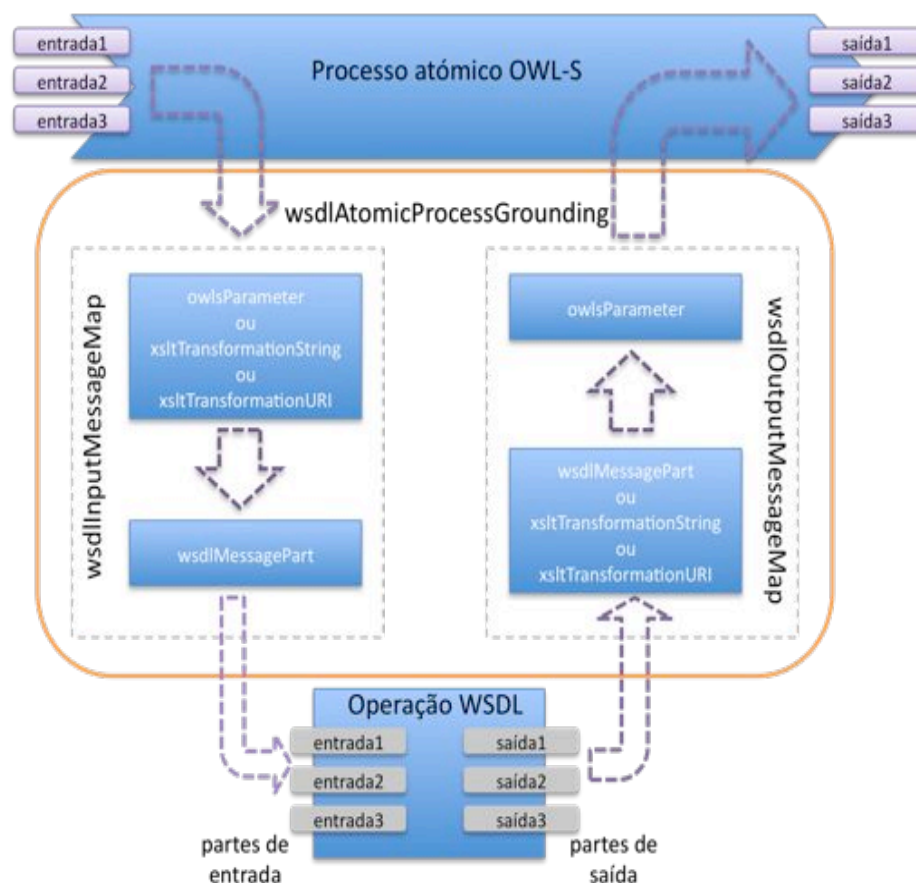 entrada1
entrada2
entrada3
Processo atómico OWL-S
saída1
saída2
saída3
wsdlAtomicProcessGrounding
wsdlInputMessageMap
owlsParameter
ou
xsltTransformationString
ou
xsltTransformationURI
wsdlMessagePart
owlsParameter
wsdlMessagePart
ou
xsltTransformationString
ou
xsltTransformationURI
wsdlOutputMessageMap
Operação WSDL
entrada1
entrada2
entrada3
saída1
saída2
saída3
partes de
entrada
partes de
saída